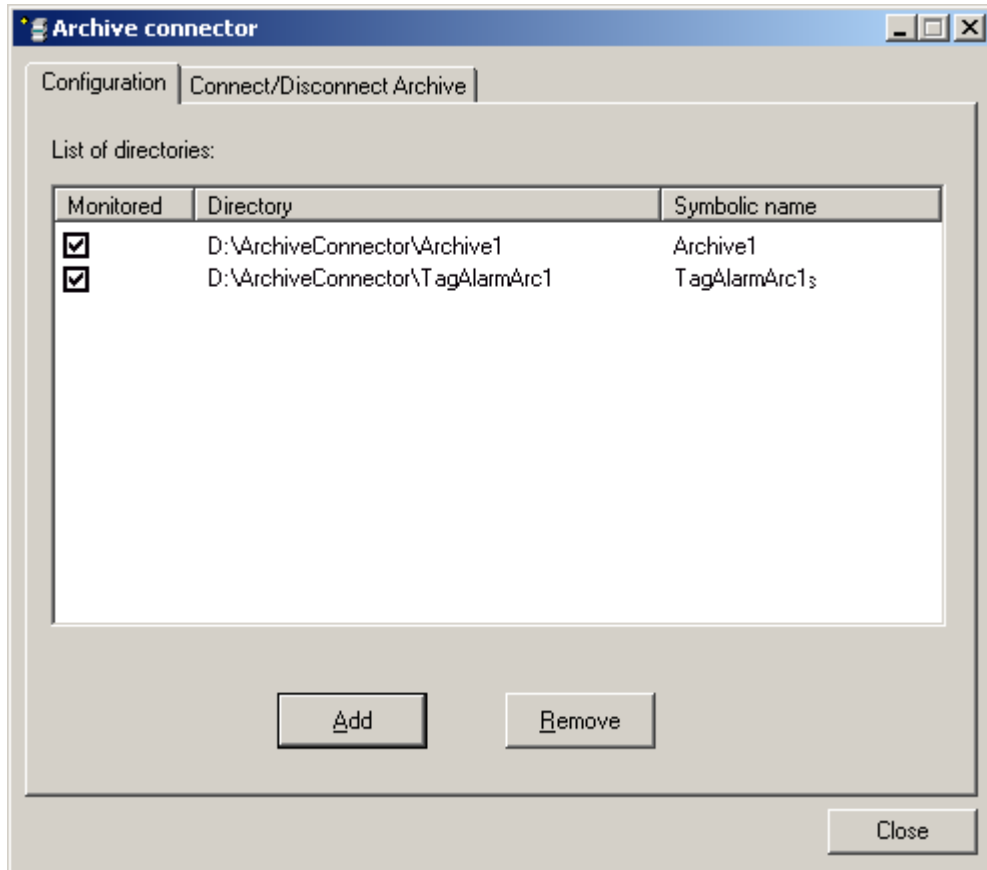 Archive connector
Configuration Connect/Disconnect Archive
List of directories:
Monitored Directory Symbolic name
D:\ArchiveConnector\Archive1 Archive1
D:\ArchiveConnector\TagAlarmArc1 TagAlarmArc1s
Add Remove
Close